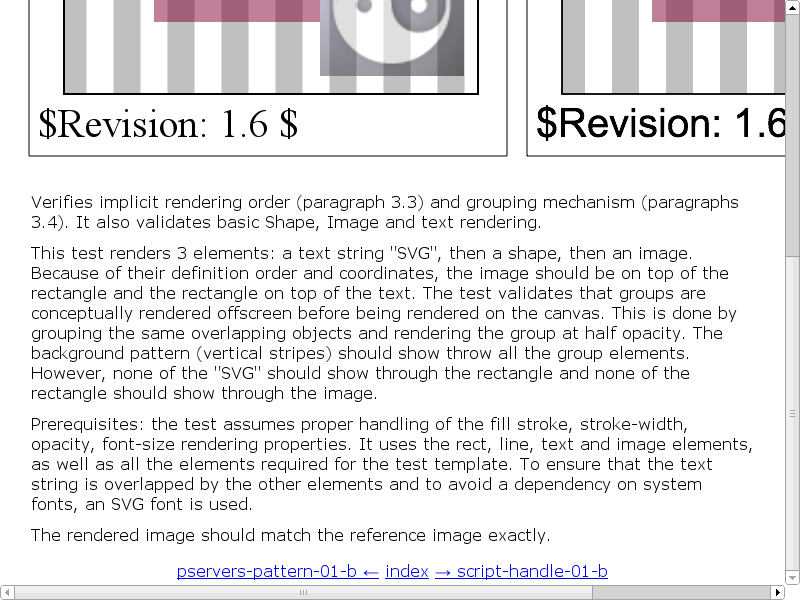 $Revision: 1.6 $
$Revision: 1.6
Verifies implicit rendering order (paragraph 3.3) and grouping mechanism (paragraphs
3.4). It also validates basic Shape, Image and text rendering.
This test renders 3 elements: a text string "SVG", then a shape, then an image.
Because of their definition order and coordinates, the image should be on top of the
rectangle and the rectangle on top of the text. The test validates that groups are
conceptually rendered offscreen before being rendered on the canvas. This is done by
grouping the same overlapping objects and rendering the group at half opacity. The
background pattern (vertical stripes) should show throw all the group elements.
However, none of the "SVG" should show through the rectangle and none of the
rectangle should show through the image.
Prerequisites: the test assumes proper handling of the fill stroke, stroke-width,
opacity, font-size rendering properties. It uses the rect, line, text and image elements,
as well as all the elements required for the test template. To ensure that the text
string is overlapped by the other elements and to avoid a dependency on system
fonts, an SVG font is used.
The rendered image should match the reference image exactly.
pservers-pattern-01-b ← index → script-handle-01-b